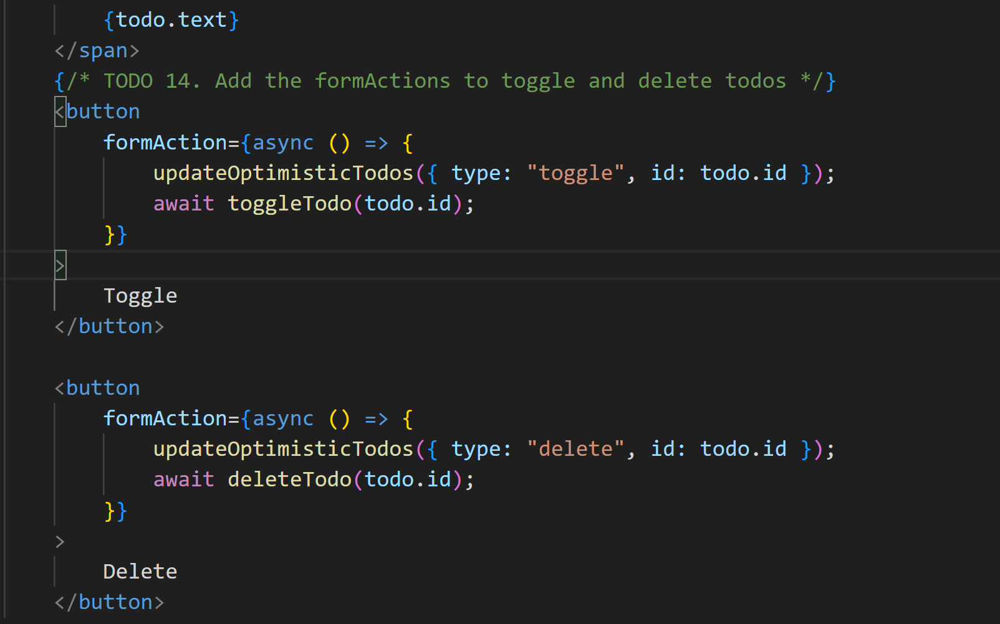 {todo.text}
</span>
{/* TODO 14. Add the formActions to toggle and delete todos */}
<button
formAction={async () => {
updateOptimisticTodos({ type: "toggle", id: todo.id });
await toggleTodo(todo.id);
}}
>
Toggle
</button>
<button
formAction={async () => {
updateOptimisticTodos({ type: "delete", id: todo.id });
await deleteTodo(todo.id);
}}
>
Delete
</button>